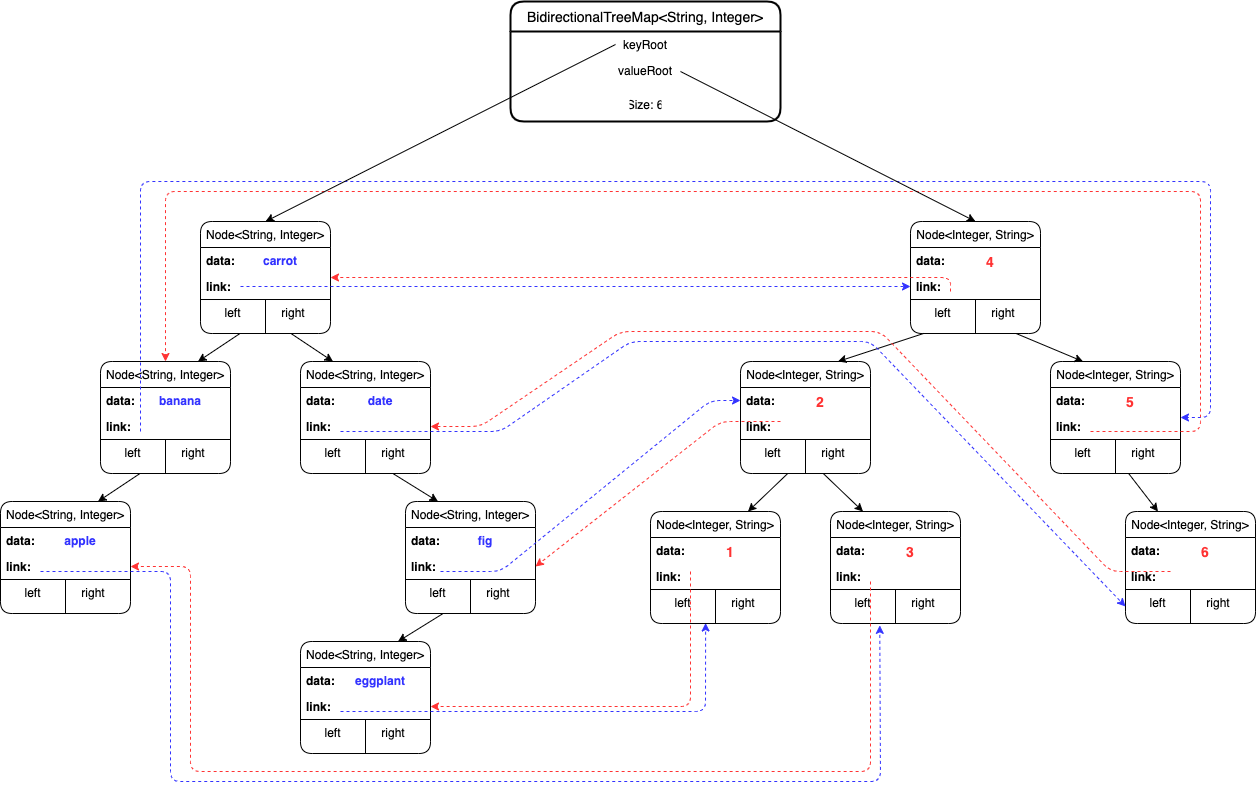 BidirectionalTreeMap<String, Integer>
keyRoot
valueRoot
Size: 6
Node<String, Integer>
data: carrot
link:
left right
Node<Integer, String>
data: 4
link:
left right
Node<String, Integer>
data: banana
link:
left right
Node<String, Integer>
data: date
link:
left right
Node<Integer, String>
data: 2
link:
left right
Node<Integer, String>
data: 5
link:
left right
Node<String, Integer>
data: apple
link:
left right
Node<String, Integer>
data: fig
link:
left right
Node<Integer, String>
data: 1
link:
left right
Node<Integer, String>
data: 3
link:
left right
Node<Integer, String>
data: 6
link:
left right
Node<String, Integer>
data: eggplant
link:
left right